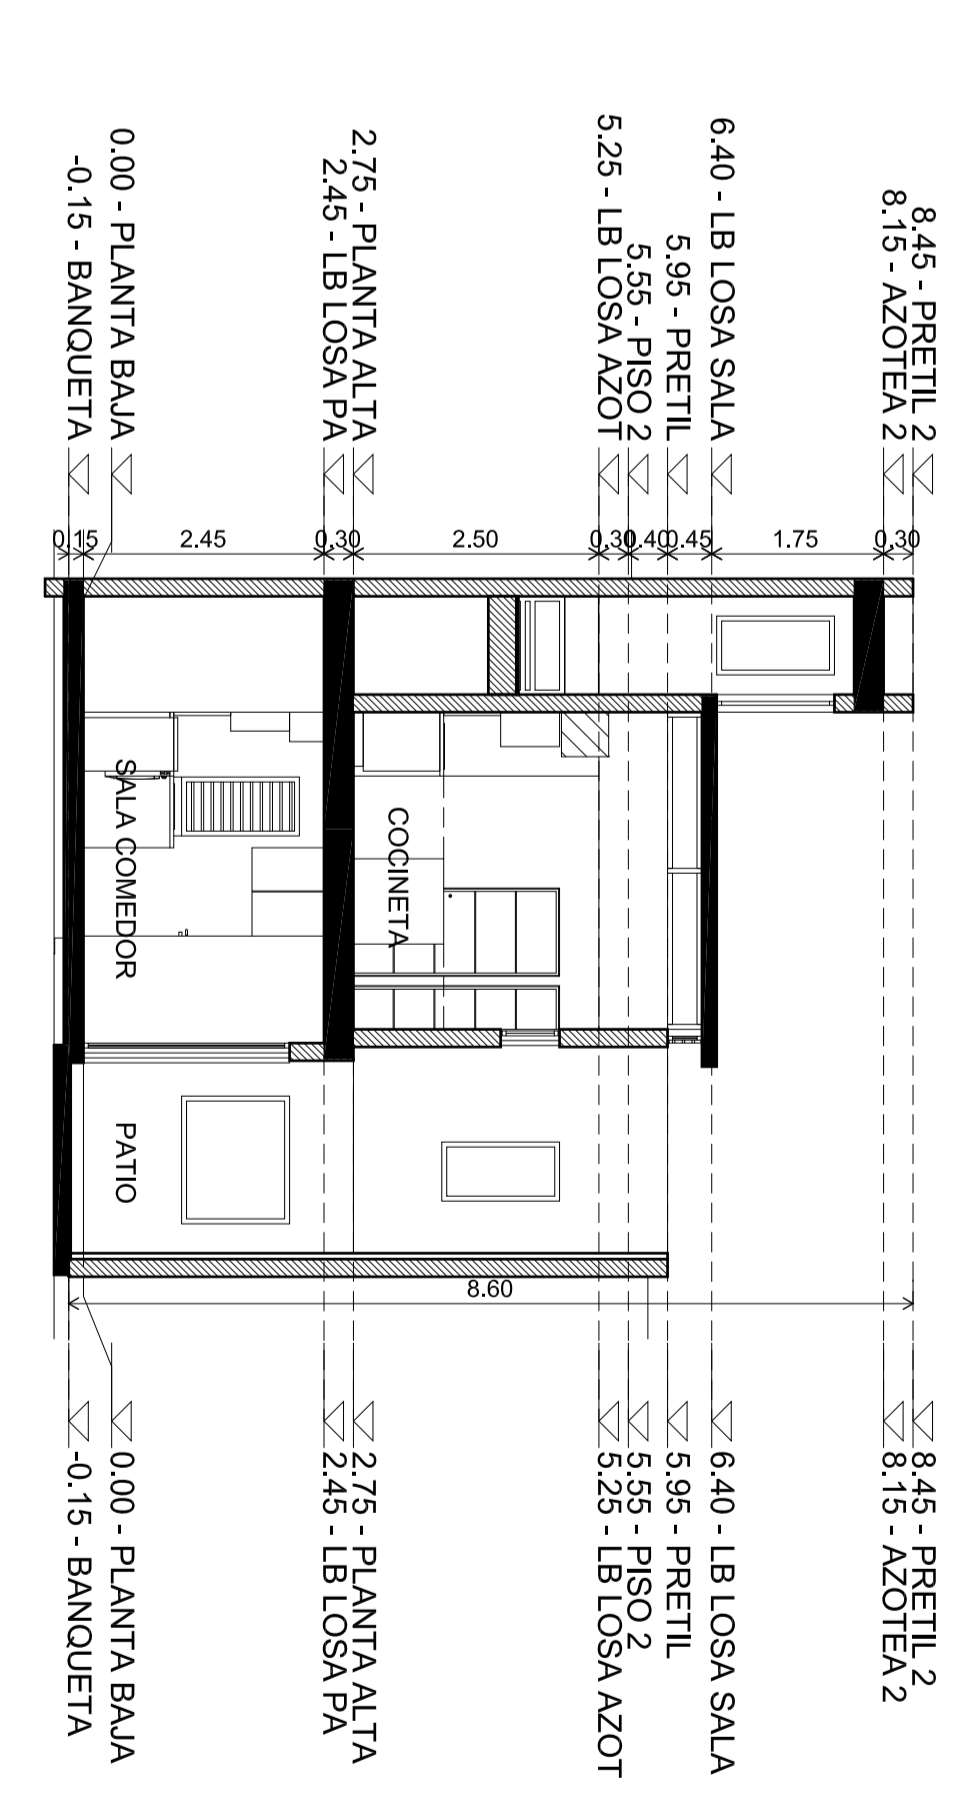 8.45 - PRETIL 2
8.15 - AZOTEA 2
6.40 - LB LOSA SALA
5.95 - PRETIL
5.55 - PISO 2
5.25 - LB LOSA AZOT
2.75 - PLANTA ALTA
2.45 - LB LOSA PA
0.00 - PLANTA BAJA
-0.15 - BANQUETA
0.30
1.75
0.45
0.40
0.30
2.50
0.30
2.45
0.15
COCINETA
SALA COMEDOR
PATIO
8.60
8.45 - PRETIL 2
8.15 - AZOTEA 2
6.40 - LB LOSA SALA
5.95 - PRETIL
5.55 - PISO 2
5.25 - LB LOSA AZOT
2.75 - PLANTA ALTA
2.45 - LB LOSA PA
0.00 - PLANTA BAJA
-0.15 - BANQUETA